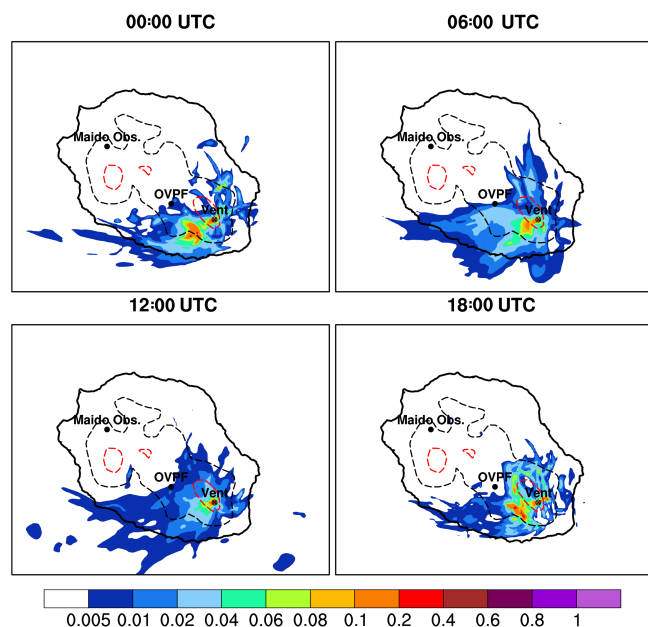 00:00 UTC
06:00 UTC
Maido Obs.
OVPF
Vent
Maido Obs.
OVPF
Vent
12:00 UTC
18:00 UTC
Maido Obs.
OVPF
Vent
Maido Obs.
OVPF
Vent
0.005 0.01 0.02 0.04 0.06 0.08 0.1 0.2 0.4 0.6 0.8 1